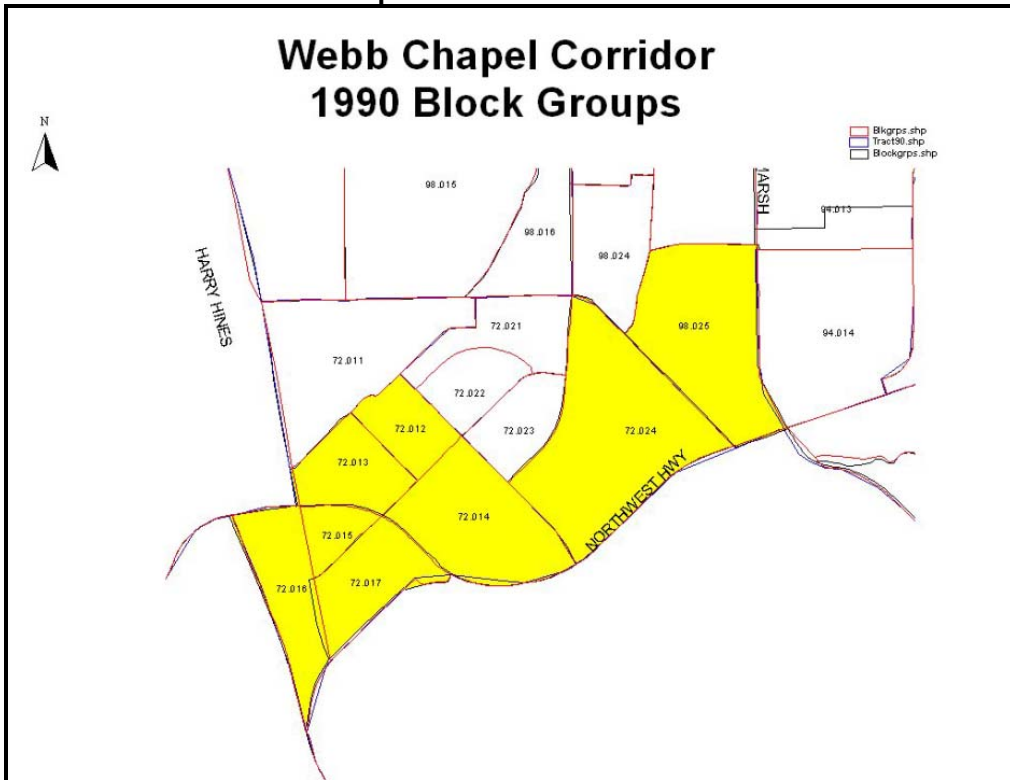 Webb Chapel Corridor
1990 Block Groups
N
Blkgrps.shp
Tract90.shp
Blockgrps.shp
MARSH
98.015
98.016
98.024
94.013
HARRY HINES
72.011
72.021
98.025
94.014
72.022
72.012
72.023
72.024
72.013
NORTHWEST HWY
72.014
72.015
72.016
72.017